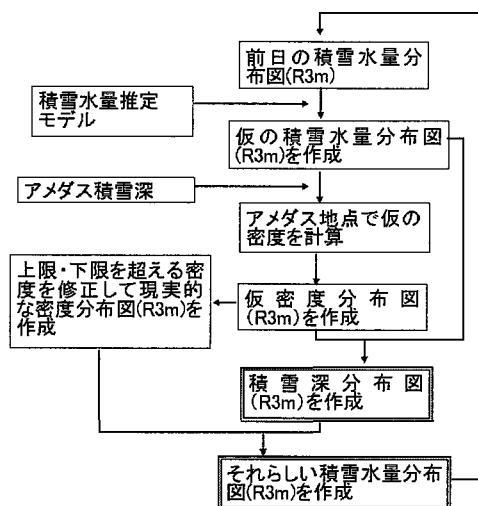 前日の積雪水量分
布図(R3m)
積雪水量推定
モデル
仮の積雪水量分布図
(R3m)を作成
アメダス積雪深
アメダス地点で仮の
密度を計算
上限・下限を超える密
度を修正して現実的
な密度分布図(R3m)を
作成
仮密度分布図
(R3m)を作成
積雪深分布図
(R3m)を作成
それらしい積雪水量分布
図(R3m)を作成